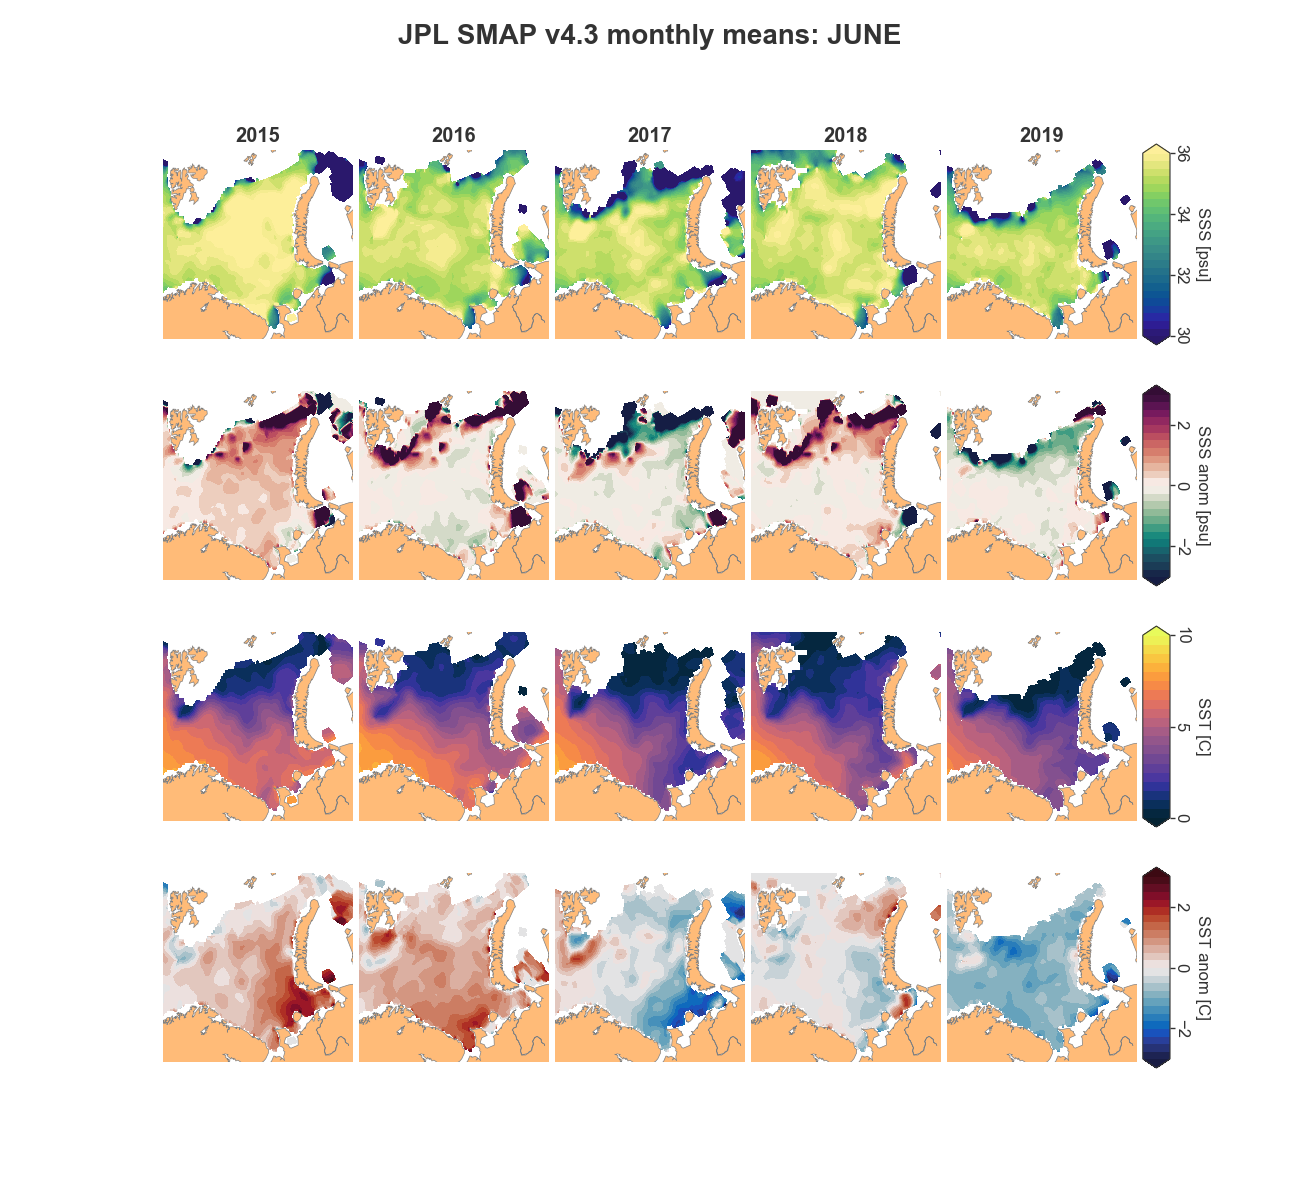 JPL SMAP v4.3 monthly means: JUNE
2015 2016 2017 2018 2019
36
34
32
30
SSS [psu]
2
0
−2
SSS anom [psu]
10
5
0
SST [C]
2
0
−2
SST anom [C]